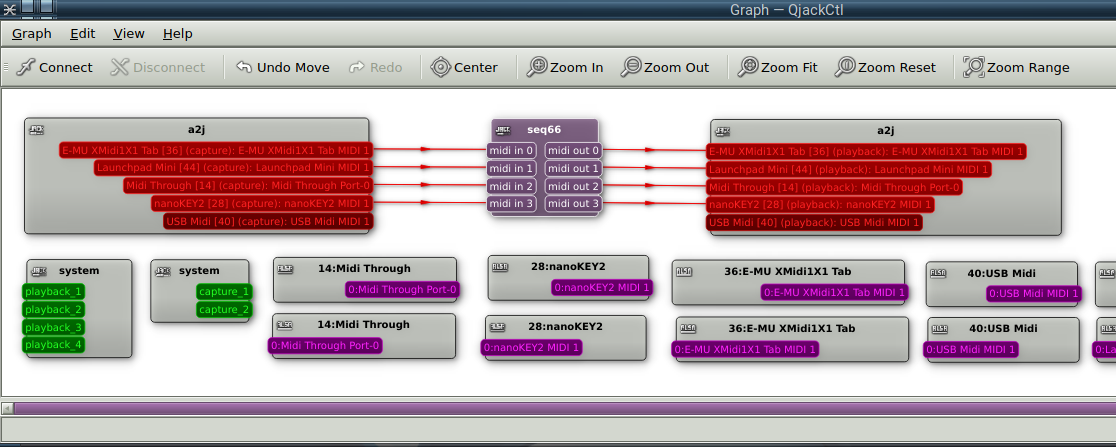 Graph — QjackCtl
Graph Edit View Help
Connect Disconnect Undo Move Redo Center Zoom In Zoom Out Zoom Fit Zoom Reset Zoom Range
a2j
E-MU XMidi1X1 Tab [36] (capture): E-MU XMidi1X1 Tab MIDI 1
Launchpad Mini [44] (capture): Launchpad Mini MIDI 1
Midi Through [14] (capture): Midi Through Port-0
nanoKEY2 [28] (capture): nanoKEY2 MIDI 1
USB Midi [40] (capture): USB Midi MIDI 1
seq66
midi in 0 midi out 0
midi in 1 midi out 1
midi in 2 midi out 2
midi in 3 midi out 3
a2j
E-MU XMidi1X1 Tab [36] (playback): E-MU XMidi1X1 Tab MIDI 1
Launchpad Mini [44] (playback): Launchpad Mini MIDI 1
Midi Through [14] (playback): Midi Through Port-0
nanoKEY2 [28] (playback): nanoKEY2 MIDI 1
USB Midi [40] (playback): USB Midi MIDI 1
system
playback_1
playback_2
playback_3
playback_4
system
capture_1
capture_2
14:Midi Through
0:Midi Through Port-0
28:nanoKEY2
0:nanoKEY2 MIDI 1
36:E-MU XMidi1X1 Tab
0:E-MU XMidi1X1 Tab MIDI 1
40:USB Midi
0:USB Midi MIDI 1
14:Midi Through
0:Midi Through Port-0
28:nanoKEY2
0:nanoKEY2 MIDI 1
36:E-MU XMidi1X1 Tab
0:E-MU XMidi1X1 Tab MIDI 1
40:USB Midi
0:USB Midi MIDI 1
0:La